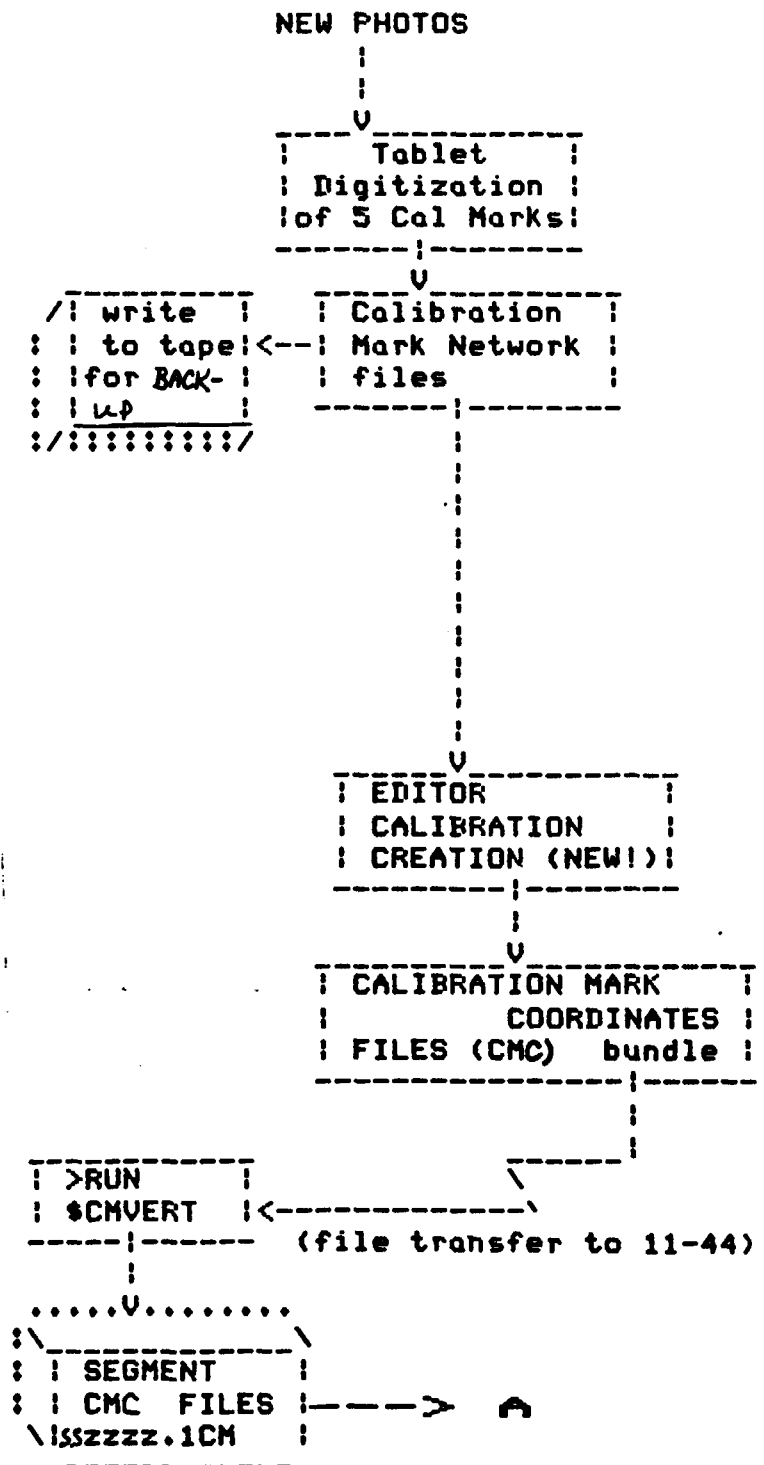 NEW PHOTOS
Tablet
Digitization
of 5 Cal Marks
write
to tape
for BACK-
up
Calibration
Mark Network
files
EDITOR
CALIBRATION
CREATION (NEW!)
CALIBRATION MARK
COORDINATES
FILES (CMC) bundle
>RUN
$CMVERT
(file transfer to 11-44)
SEGMENT
CMC FILES
sszzzz.1CM
A